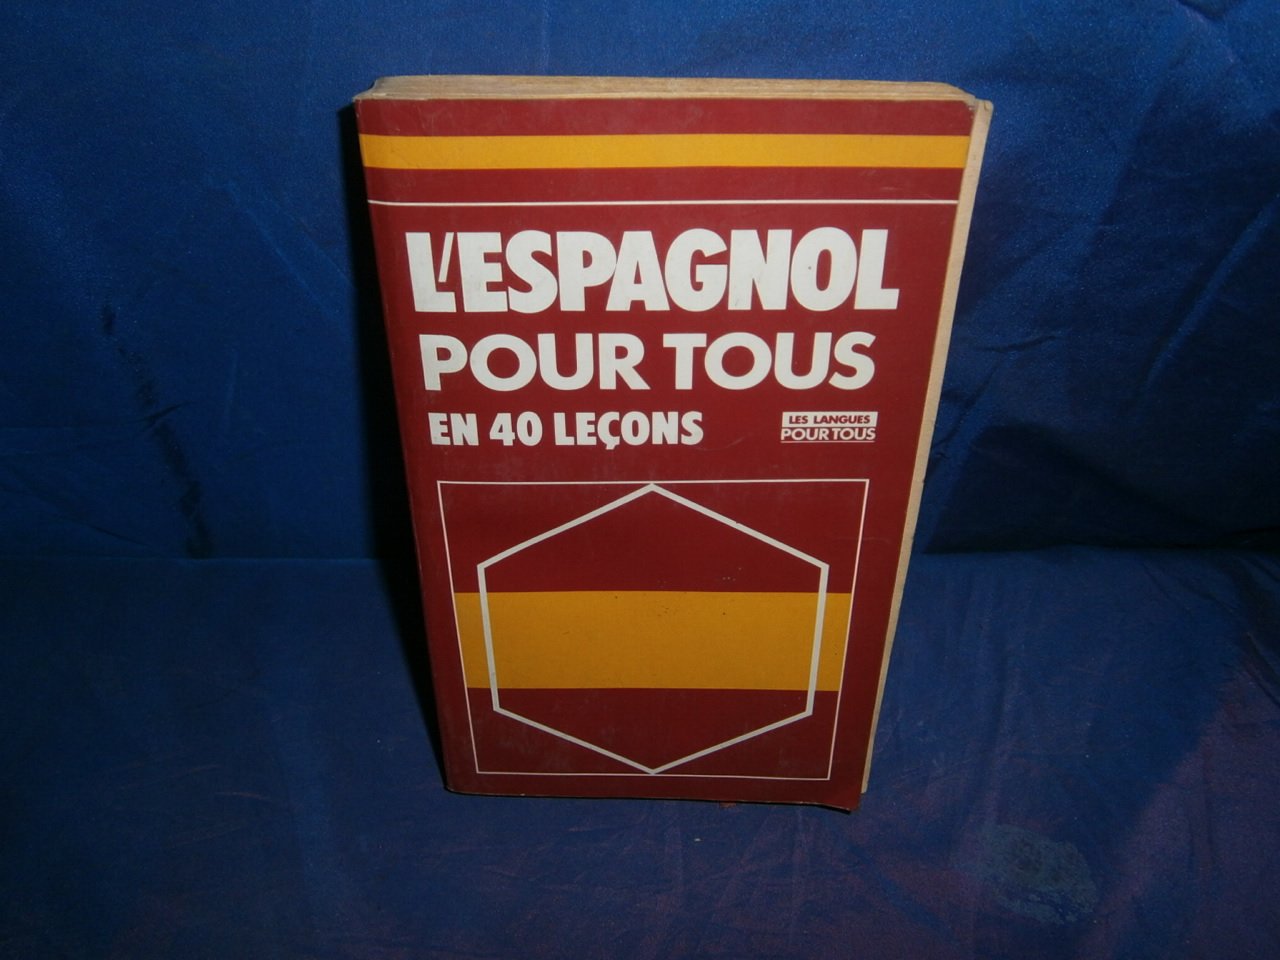 L'ESPAGNOL
POUR TOUS
EN 40 LEÇONS
LES LANGUES
POUR TOUS